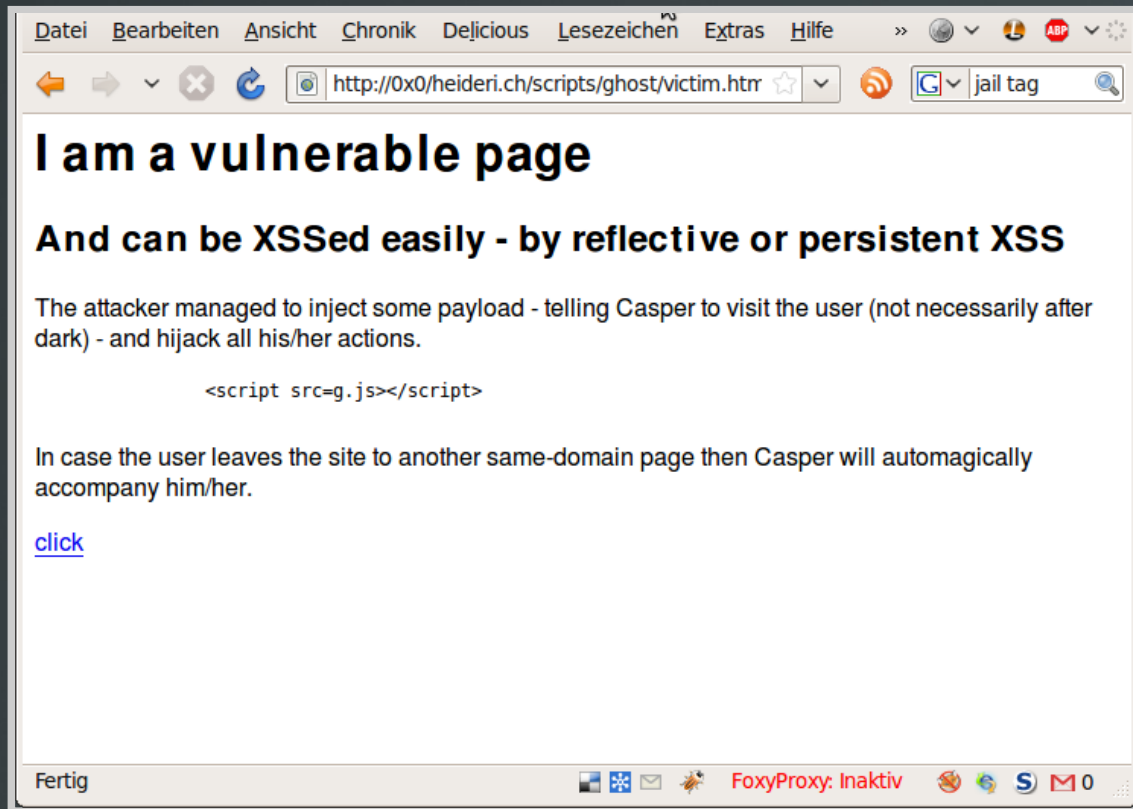 Datei Bearbeiten Ansicht Chronik Delicious Lesezeichen Extras Hilfe » ABP
http://0x0/heideri.ch/scripts/ghost/victim.htm G jail tag
I am a vulnerable page
And can be XSSed easily - by reflective or persistent XSS
The attacker managed to inject some payload - telling Casper to visit the user (not necessarily after
dark) - and hijack all his/her actions.
<script src=g.js></script>
In case the user leaves the site to another same-domain page then Casper will automagically
accompany him/her.
click
Fertig FoxyProxy: Inaktiv S M 0